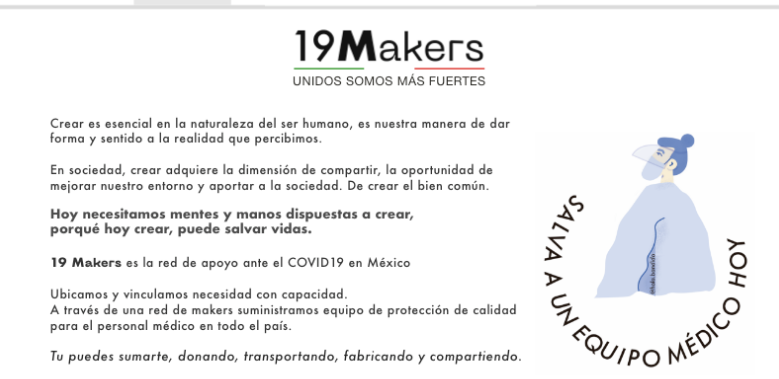 19Makers
UNIDOS SOMOS MÁS FUERTES
Crear es esencial en la naturaleza del ser humano, es nuestra manera de dar
forma y sentido a la realidad que percibimos.
En sociedad, crear adquiere la dimensión de compartir, la oportunidad de
mejorar nuestro entorno y aportar a la sociedad. De crear el bien común.
Hoy necesitamos mentes y manos dispuestas a crear,
porqué hoy crear, puede salvar vidas.
19 Makers es la red de apoyo ante el COVID19 en México
Ubicamos y vinculamos necesidad con capacidad.
A través de una red de makers suministramos equipo de protección de calidad
para el personal médico en todo el país.
Tu puedes sumarte, donando, transportando, fabricando y compartiendo.
SALVA A UN EQUIPO MÉDICO HOY